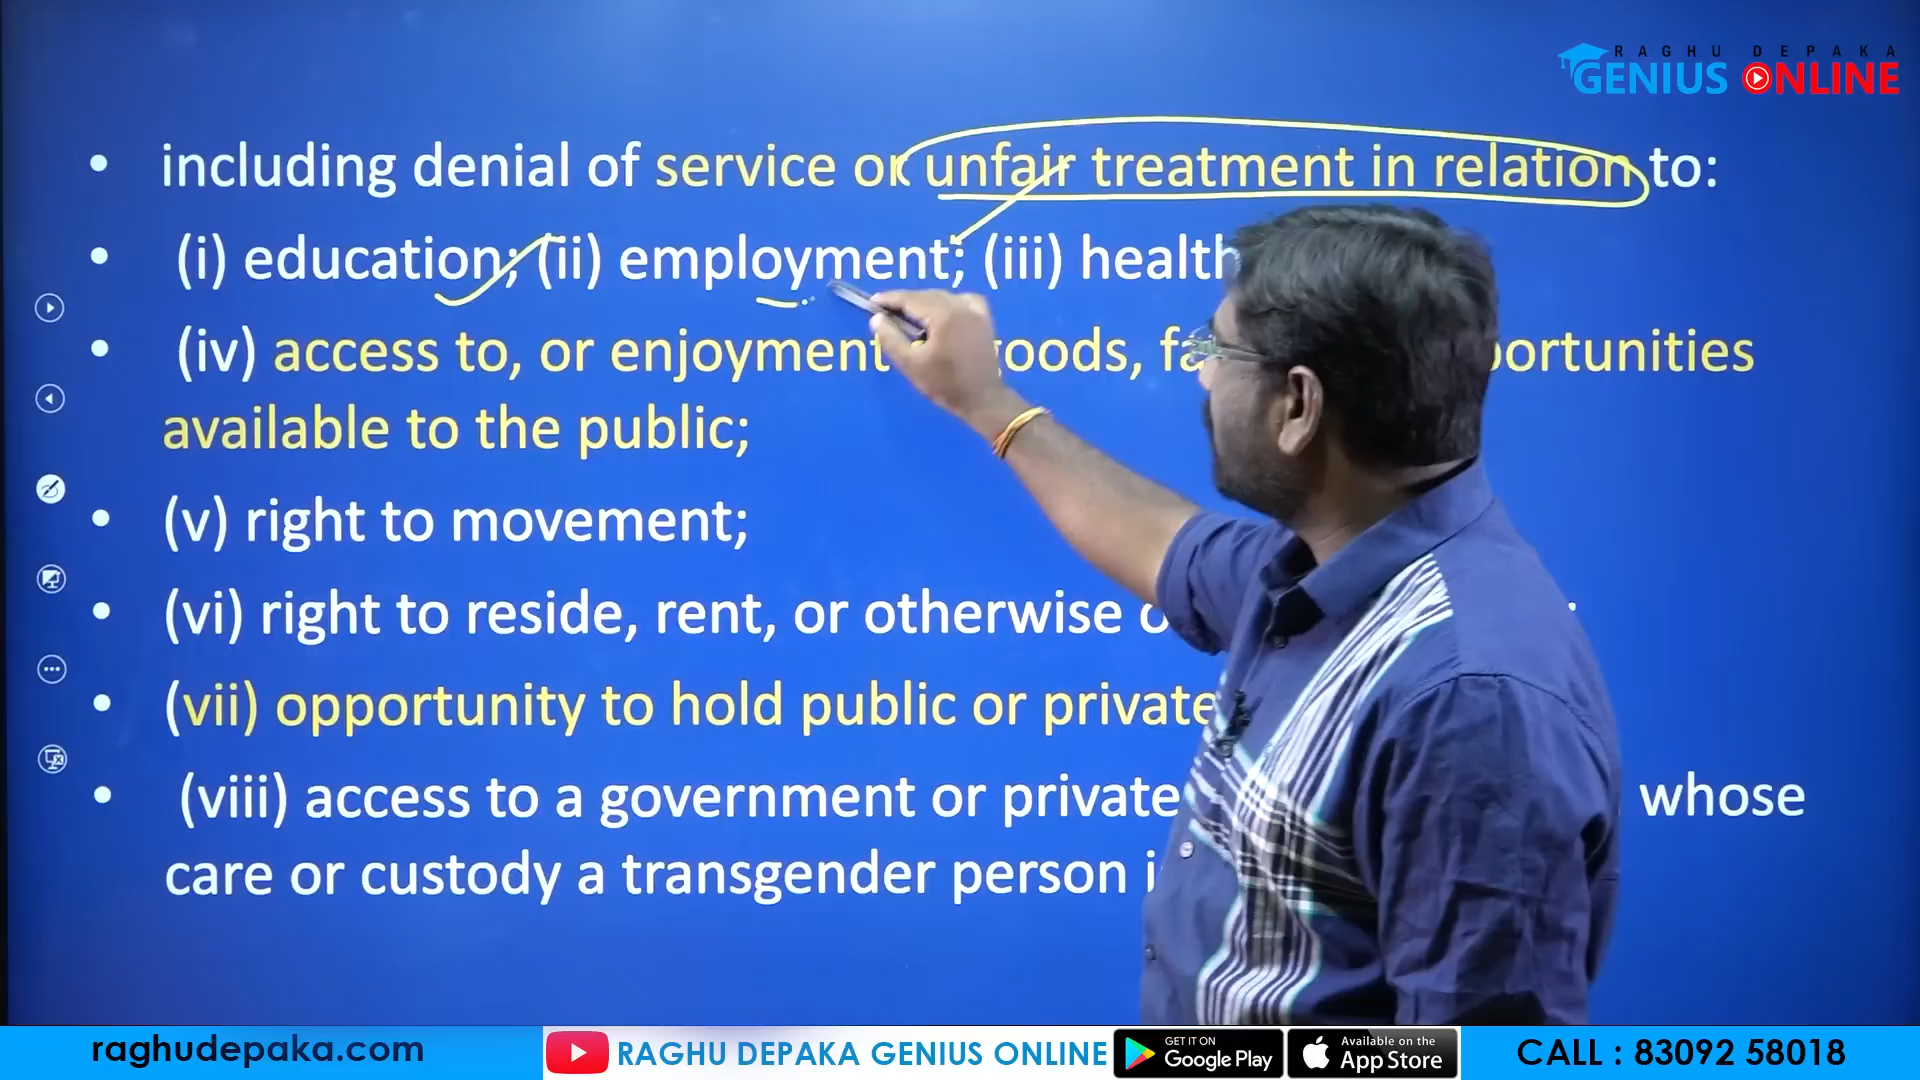 RAGHU DEPAKA
GENIUS ONLINE
including denial of service or unfair treatment in relation to:
(i) education; (ii) employment; (iii) health
(iv) access to, or enjoyment goods,
available to the public;
(v) right to movement;
(vi) right to reside, rent, or otherwise
(vii) opportunity to hold public or private
(viii) access to a government or private whose
care or custody a transgender person
raghudepaka.com
RAGHU DEPAKA GENIUS ONLINE
GET IT ON
Google Play
Available on the
App Store
CALL : 83092 58018